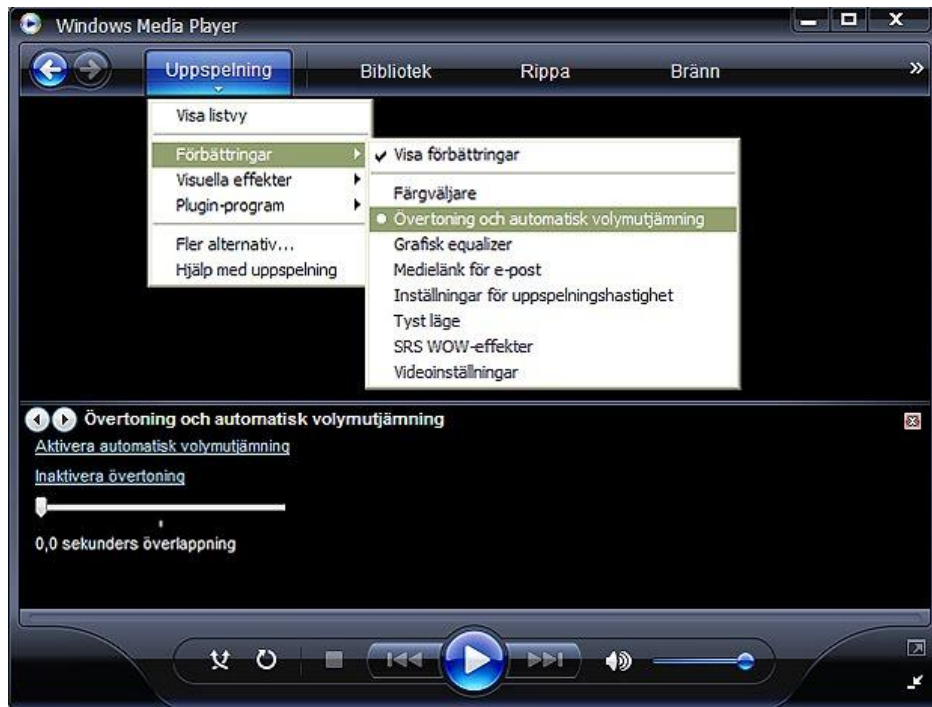 Windows Media Player
Uppspelning Bibliotek Rippa Bränn »
Visa listvy
Förbättringar
Visuella effekter
Plugin-program
Fler alternativ...
Hjälp med uppspelning
Visa förbättringar
Färgväljare
Övertoning och automatisk volymutjämning
Grafisk equalizer
Medielänk för e-post
Inställningar för uppspelningshastighet
Tyst läge
SRS WOW-effekter
Videoinställningar
Övertoning och automatisk volymutjämning
Aktivera automatisk volymutjämning
Inaktivera övertoning
0,0 sekunders överlappning